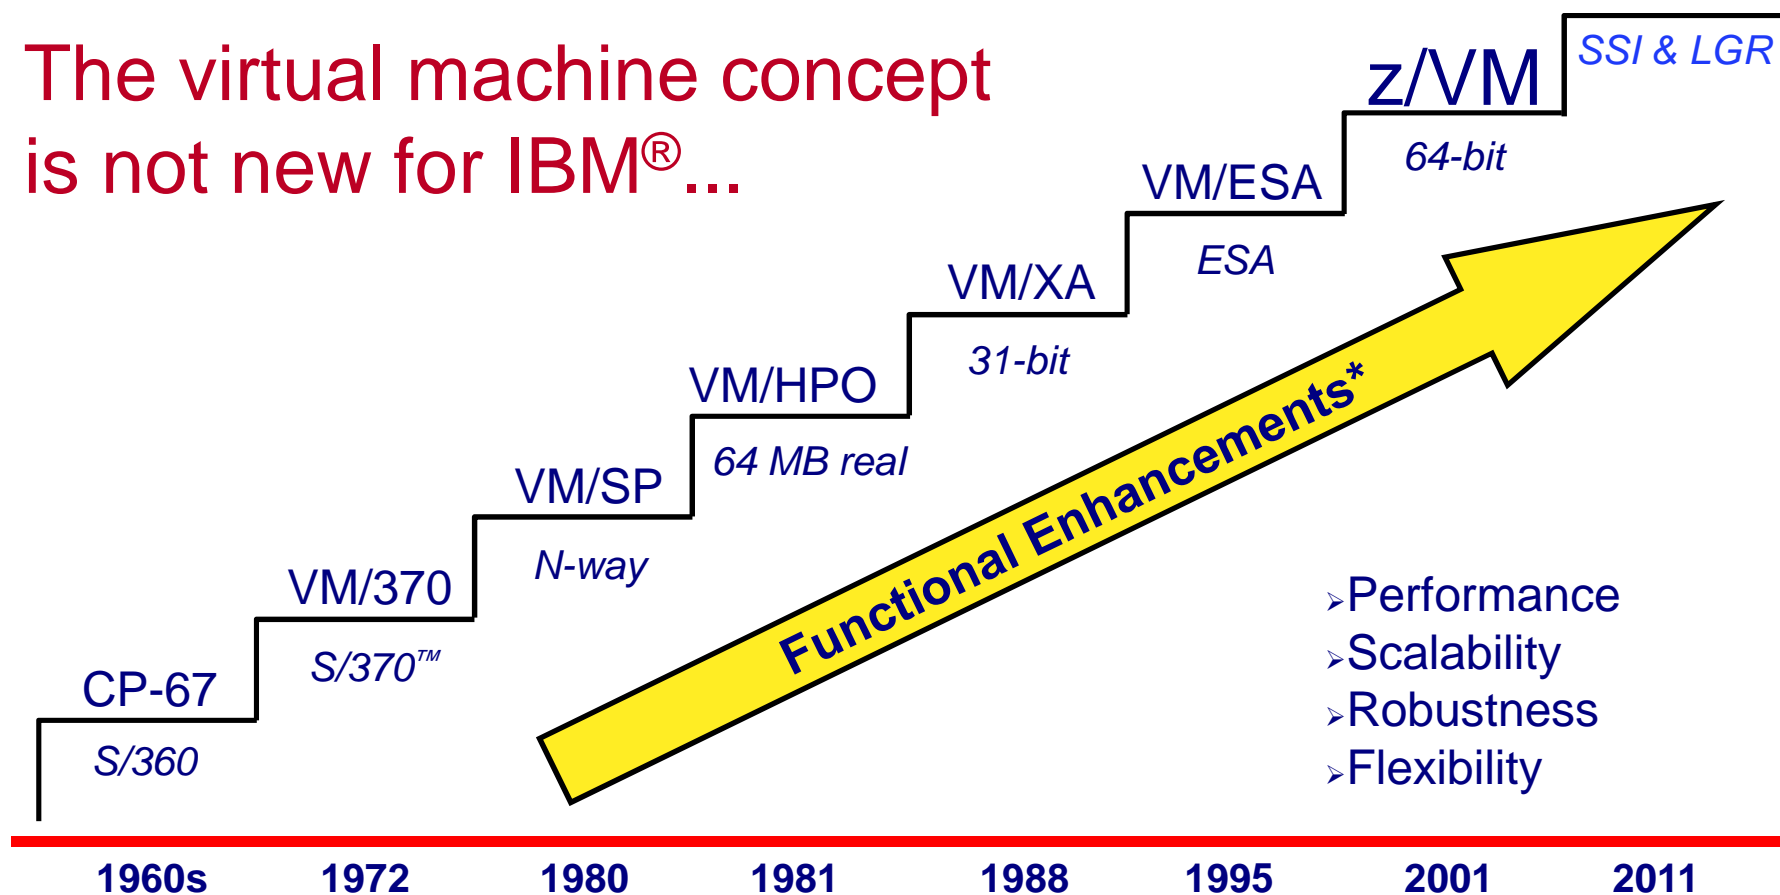 The virtual machine concept
is not new for IBM®...
SSI & LGR
z/VM
64-bit
VM/ESA
ESA
VM/XA
31-bit
VM/HPO
64 MB real
VM/SP
N-way
VM/370
S/370™
CP-67
S/360
Functional Enhancements*
➢Performance
➢Scalability
➢Robustness
➢Flexibility
1960s 1972 1980 1981 1988 1995 2001 2011